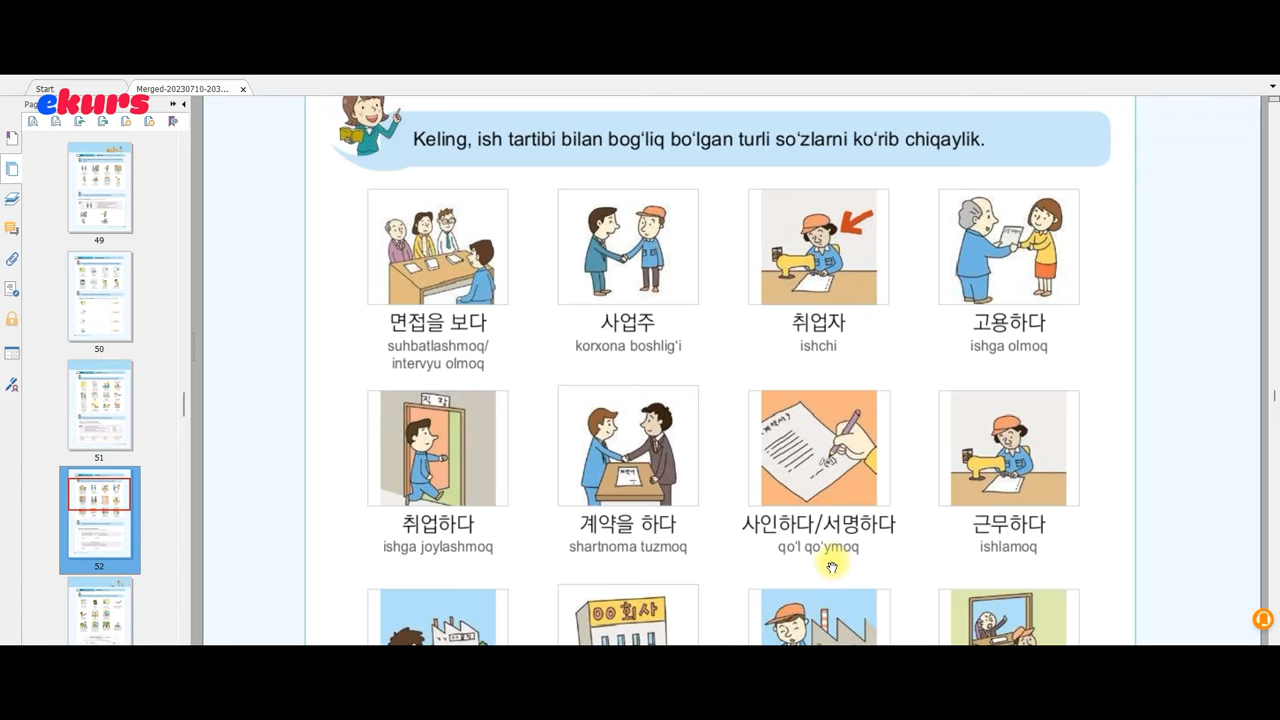 Start
Merged-20230710-203...
ekurs
Keling, ish tartibi bilan bog‘liq bo‘lgan turli so‘zlarni ko‘rib chiqaylik.
면접을 보다
suhbatlashmoq/
intervyu olmoq
사업주
korxona boshlig‘i
취업자
ishchi
고용하다
ishga olmoq
직장
취업하다
ishga joylashmoq
계약을 하다
shartnoma tuzmoq
사인하다/서명하다
qo‘l qo‘ymoq
근무하다
ishlamoq
OO 회사
49
50
51
52